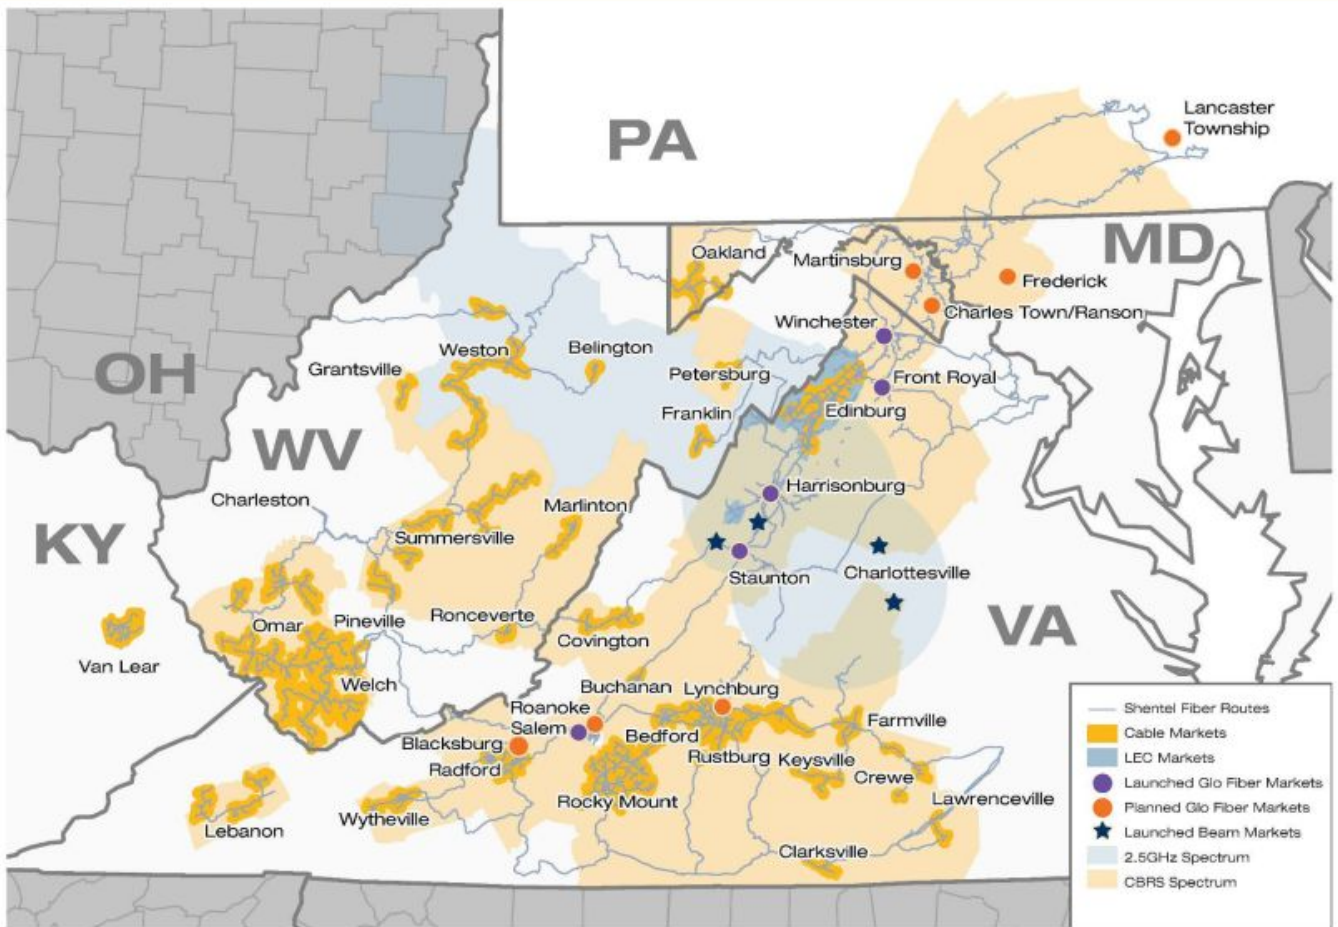 PA
Lancaster
Township
MD
Oakland
Martinsburg
Frederick
Charles Town/Ranson
Winchester
OH
Weston
Belington
Grantsville
Petersburg
Front Royal
Franklin
Edinburg
WV
Charleston
Harrisonburg
Marlinton
KY
Summersville
Staunton
Charlottesville
VA
Omar
Pineville
Ronceverte
Covington
Van Lear
Welch
Buchanan
Lynchburg
Roanoke
Salem
Farmville
Blacksburg
Bedford
Radford
Rustburg
Keysville
Crewe
Rocky Mount
Lawrenceville
Wytheville
Lebanon
Clarksville
Shentel Fiber Routes
Cable Markets
LEC Markets
Launched Glo Fiber Markets
Planned Glo Fiber Markets
Launched Beam Markets
2.5GHz Spectrum
CBRS Spectrum